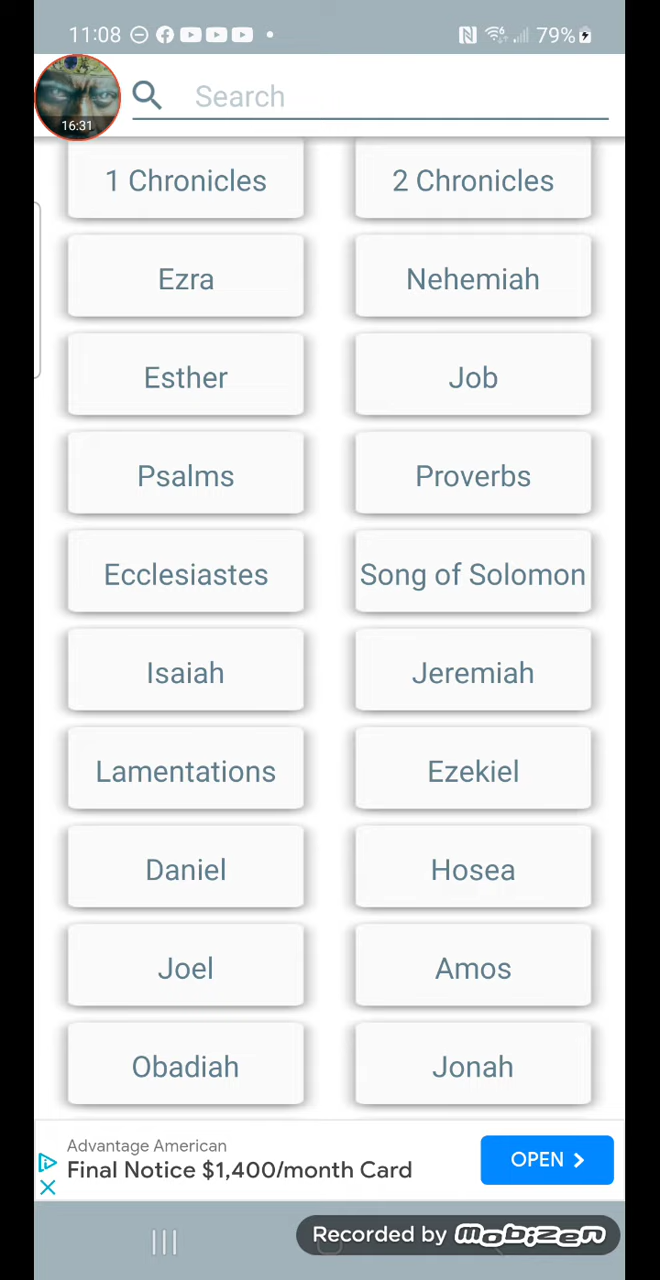 11:08 79%
16:31
Search
1 Chronicles 2 Chronicles
Ezra Nehemiah
Esther Job
Psalms Proverbs
Ecclesiastes Song of Solomon
Isaiah Jeremiah
Lamentations Ezekiel
Daniel Hosea
Joel Amos
Obadiah Jonah
Advantage American
Final Notice $1,400/month Card
OPEN
Recorded by mobizen